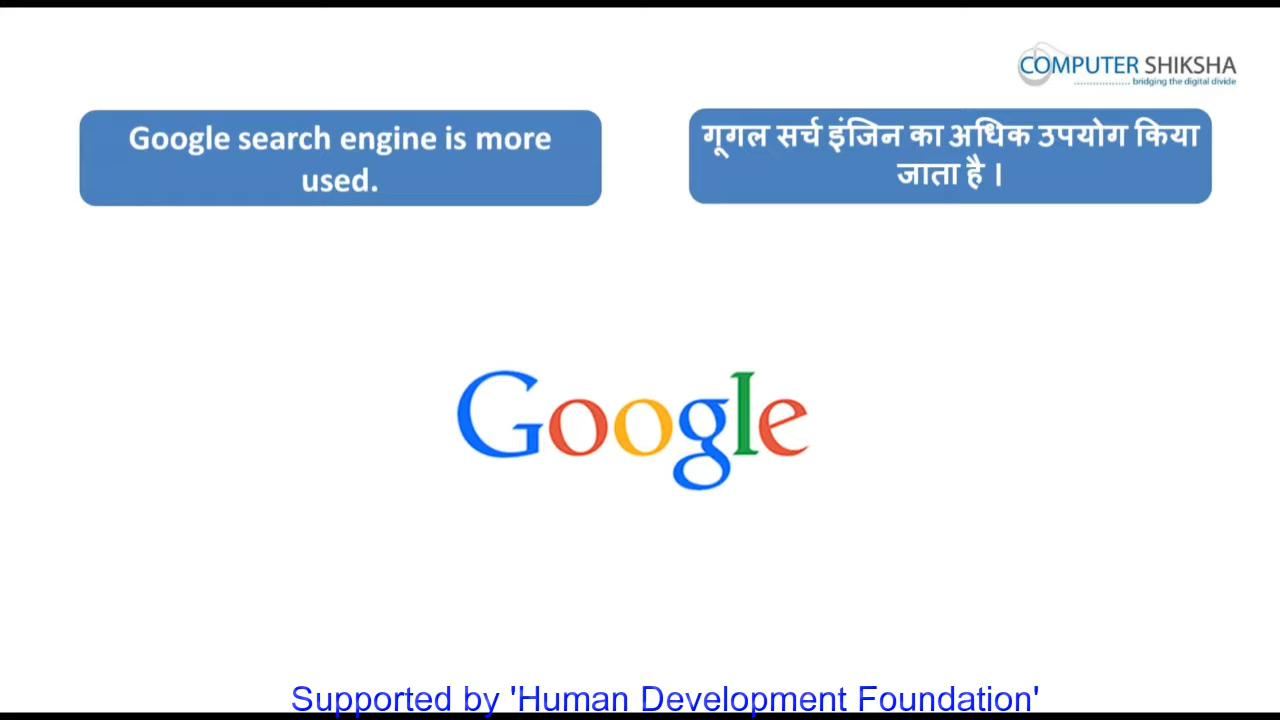 COMPUTER SHIKSHA
bridging the digital divide
Google search engine is more
used.
गूगल सर्च इंजिन का अधिक उपयोग किया
जाता है ।
Google
Supported by 'Human Development Foundation'